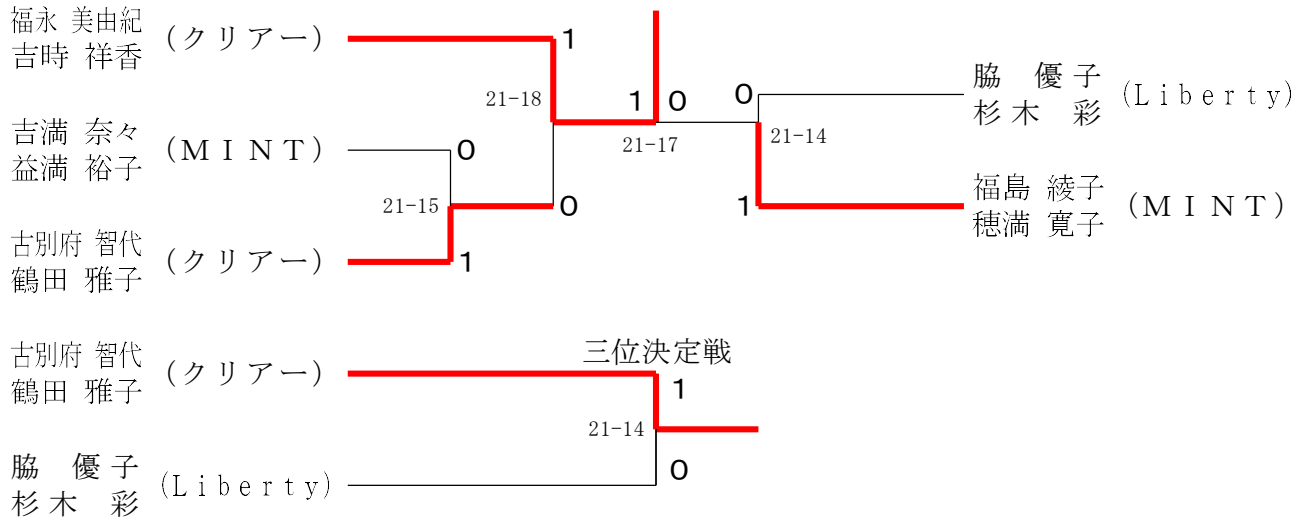 福永 美由紀
吉時 祥香
(クリアー)
1
21-18
1 0
21-17
吉満 奈々
益満 裕子
(ＭＩＮＴ)
0
21-15
0
古別府 智代
鶴田 雅子
(クリアー)
1
脇 優子
杉木 彩
(Liberty)
0
21-14
1
福島 綾子
穂満 寛子
(ＭＩＮＴ)
三位決定戦
古別府 智代
鶴田 雅子
(クリアー)
1
21-14
0
脇 優子
杉木 彩
(Liberty)